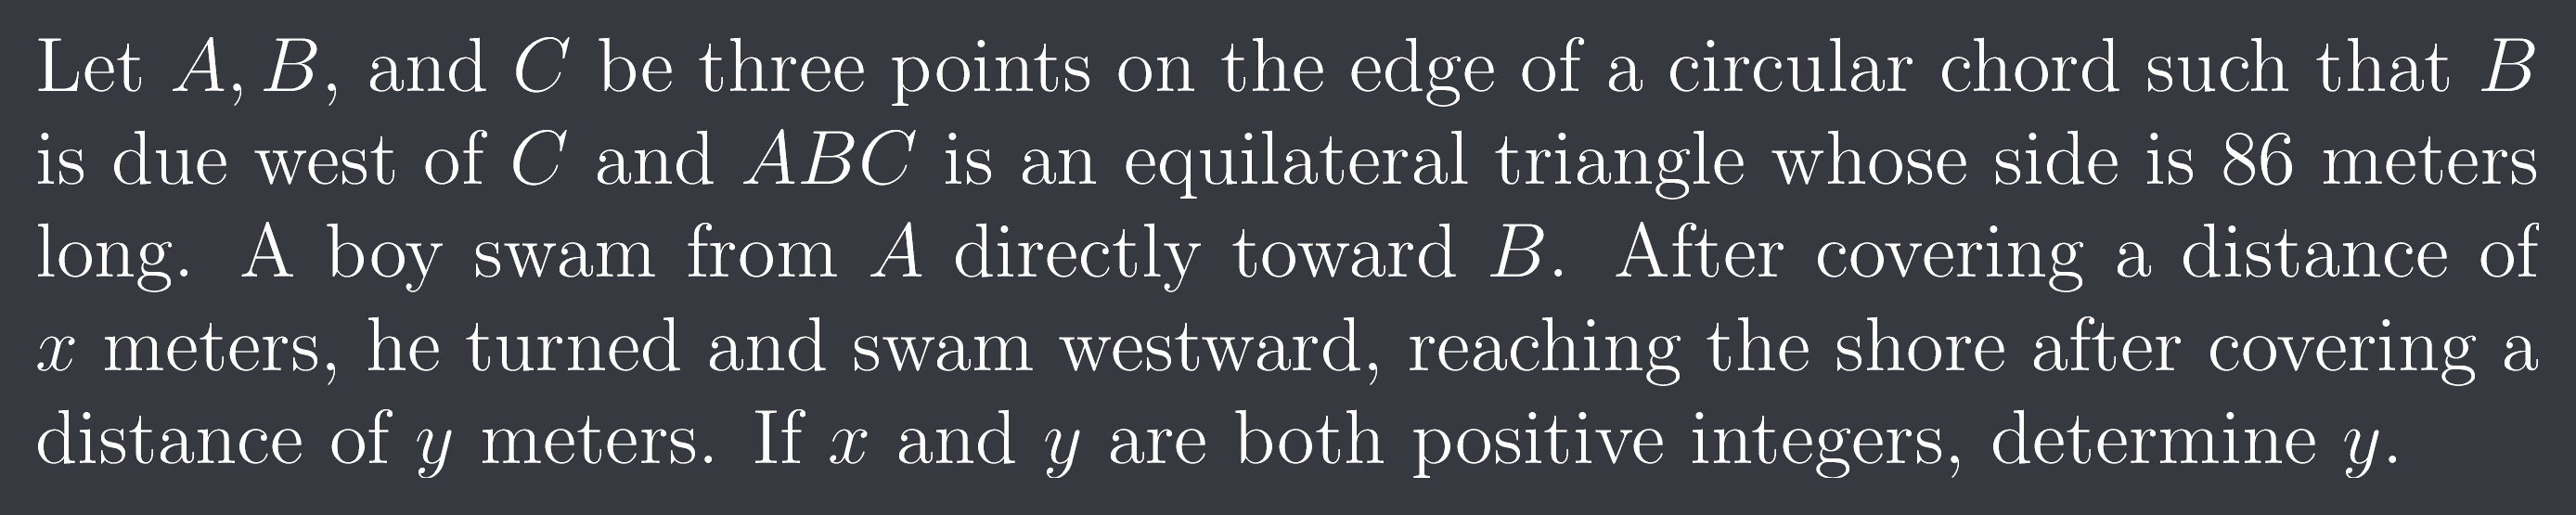 Let A, B, and C be three points on the edge of a circular chord such that B
is due west of C and ABC is an equilateral triangle whose side is 86 meters
long. A boy swam from A directly toward B. After covering a distance of
x meters, he turned and swam westward, reaching the shore after covering a
distance of y meters. If x and y are both positive integers, determine y.